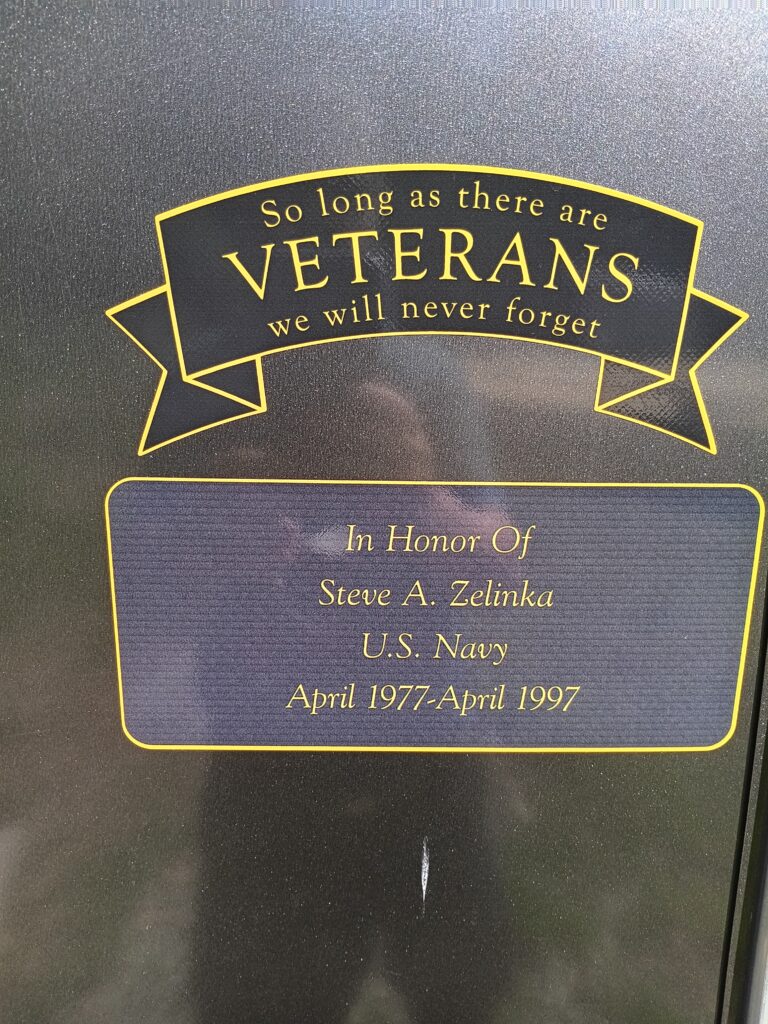 So long as there are
VETERANS
we will never forget
In Honor Of
Steve A. Zelinka
U.S. Navy
April 1977-April 1997